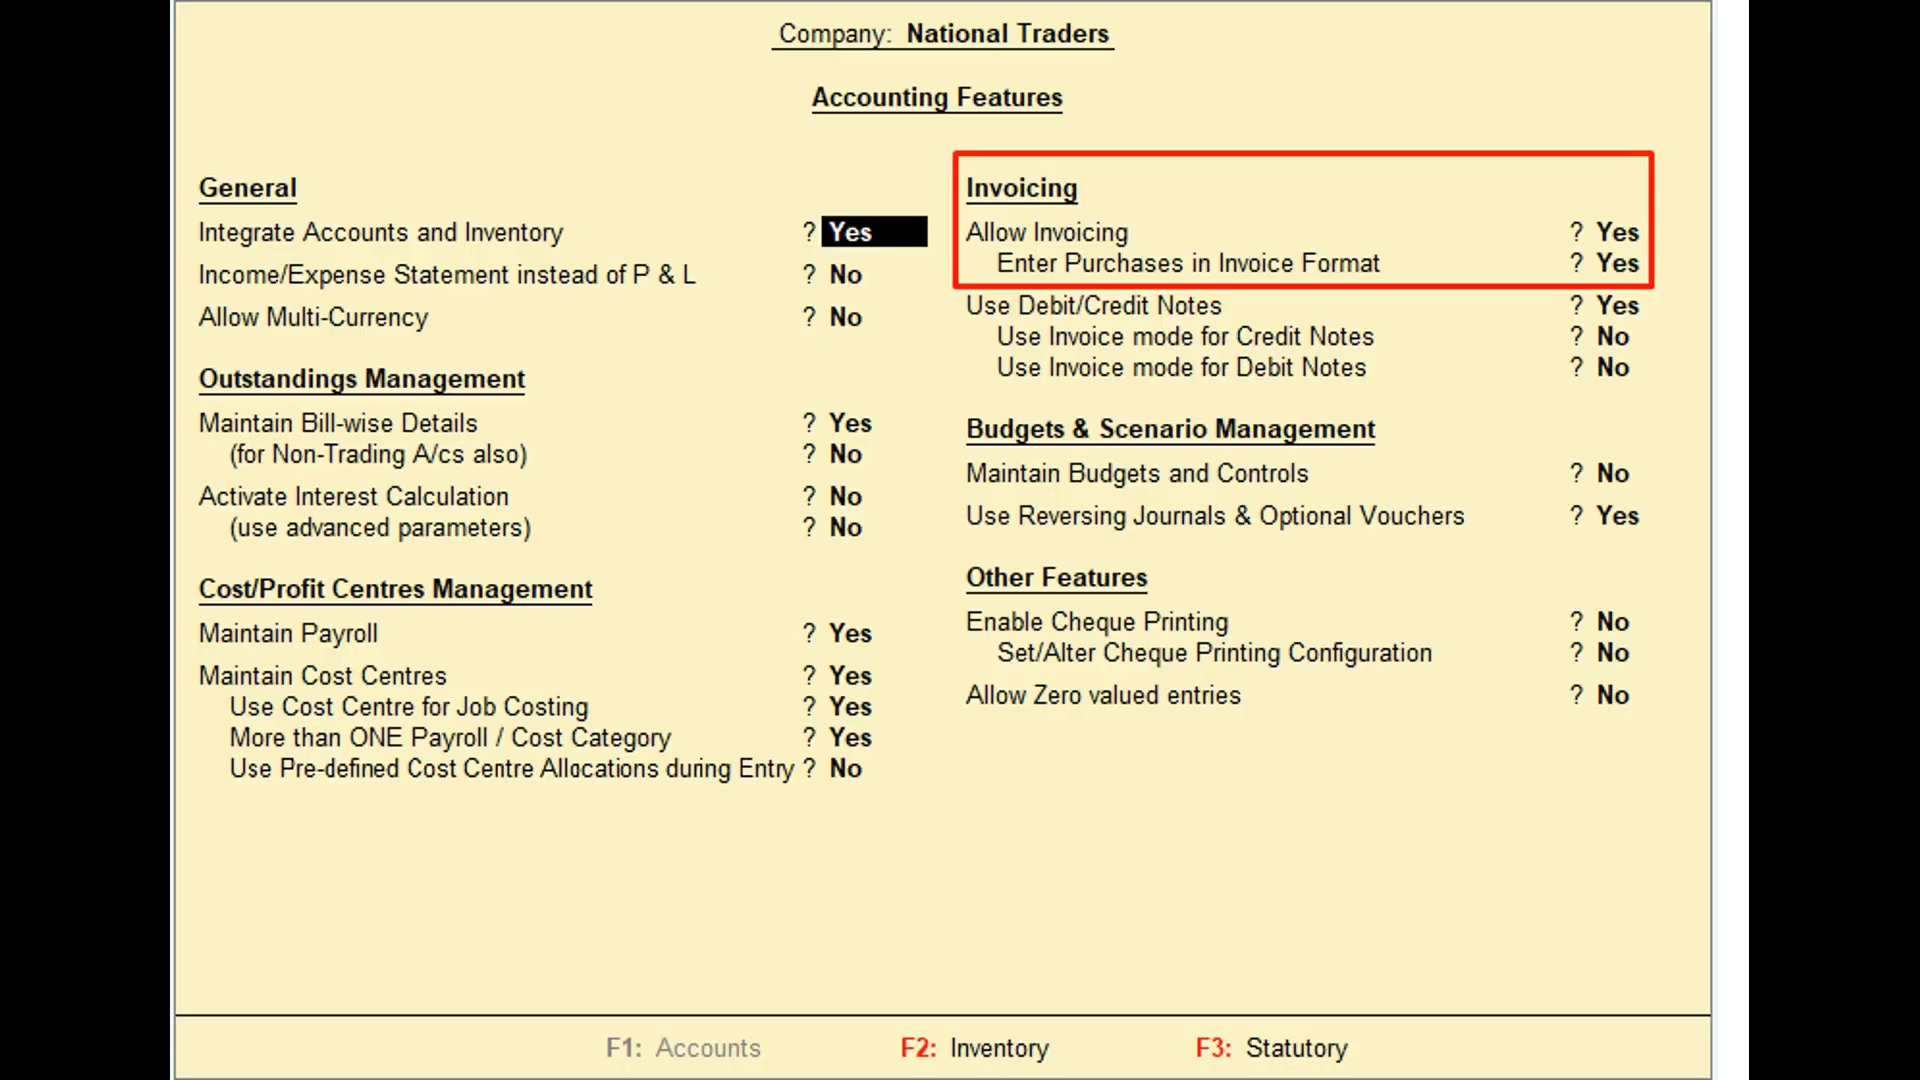 Company: National Traders
Accounting Features
General
Integrate Accounts and Inventory ? Yes
Income/Expense Statement instead of P & L ? No
Allow Multi-Currency ? No
Outstandings Management
Maintain Bill-wise Details ? Yes
(for Non-Trading A/cs also) ? No
Activate Interest Calculation ? No
(use advanced parameters) ? No
Cost/Profit Centres Management
Maintain Payroll ? Yes
Maintain Cost Centres ? Yes
Use Cost Centre for Job Costing ? Yes
More than ONE Payroll / Cost Category ? Yes
Use Pre-defined Cost Centre Allocations during Entry ? No
Invoicing
Allow Invoicing ? Yes
Enter Purchases in Invoice Format ? Yes
Use Debit/Credit Notes ? Yes
Use Invoice mode for Credit Notes ? No
Use Invoice mode for Debit Notes ? No
Budgets & Scenario Management
Maintain Budgets and Controls ? No
Use Reversing Journals & Optional Vouchers ? Yes
Other Features
Enable Cheque Printing ? No
Set/Alter Cheque Printing Configuration ? No
Allow Zero valued entries ? No
F1: Accounts F2: Inventory F3: Statutory